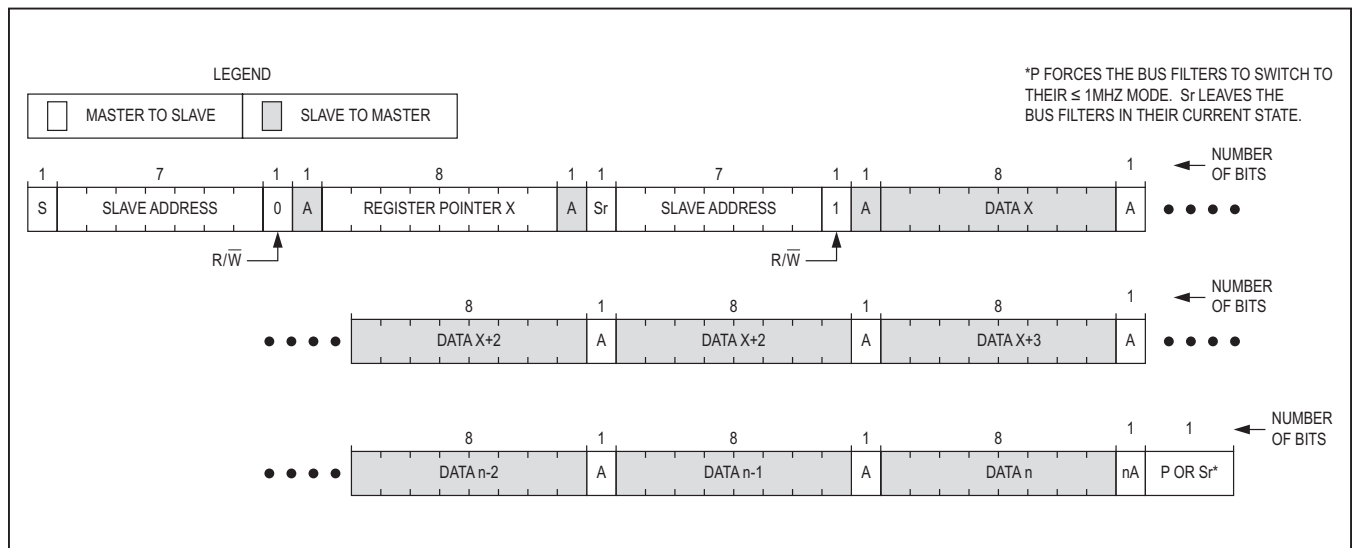 LEGEND
MASTER TO SLAVE SLAVE TO MASTER
*P FORCES THE BUS FILTERS TO SWITCH TO
THEIR ≤ 1MHZ MODE. Sr LEAVES THE
BUS FILTERS IN THEIR CURRENT STATE.
1 7 1 1 8 1 1 7 1 1 8 1 NUMBER
OF BITS
S SLAVE ADDRESS 0 A REGISTER POINTER X A Sr SLAVE ADDRESS 1 A DATA X A • • • •
R/W̅ R/W̅
8 1 8 1 8 1 NUMBER
OF BITS
• • • • DATA X+2 A DATA X+2 A DATA X+3 A • • • •
8 1 8 1 8 1 1 NUMBER
OF BITS
• • • • DATA n-2 A DATA n-1 A DATA n nA P OR Sr*